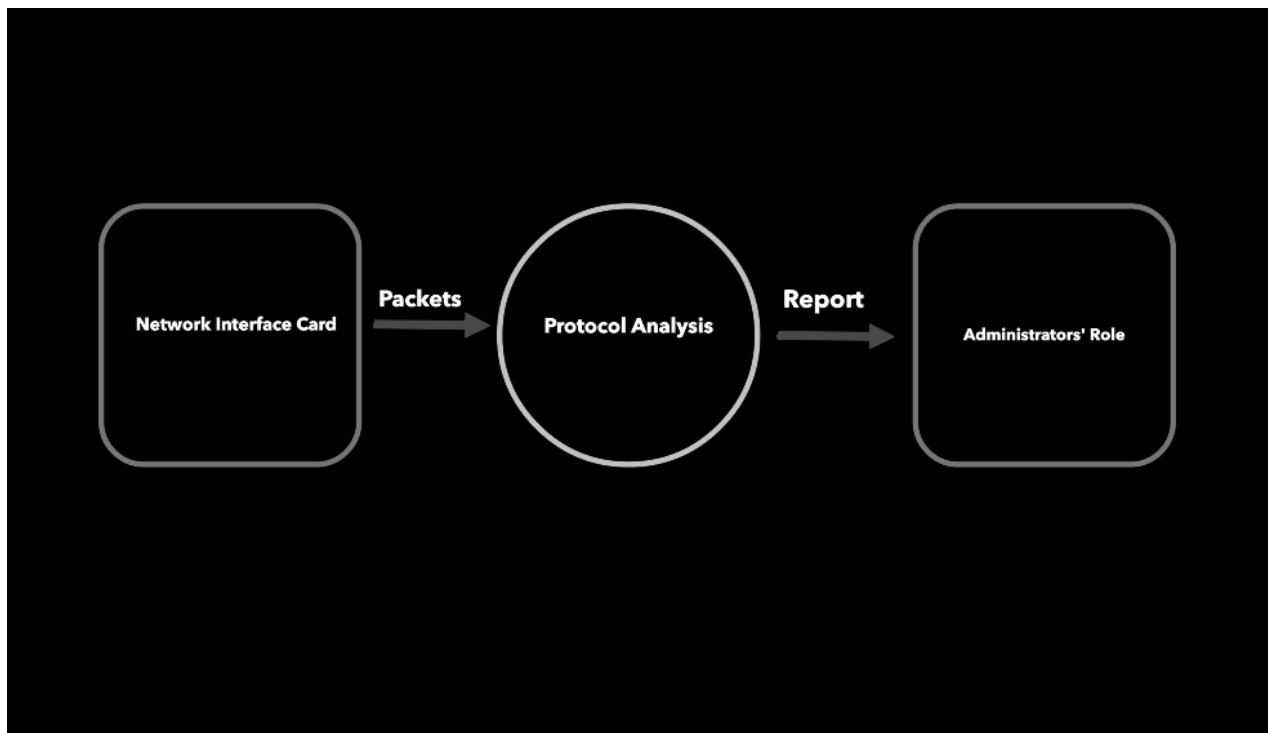 Network Interface Card
Packets
Protocol Analysis
Report
Administrators' Role